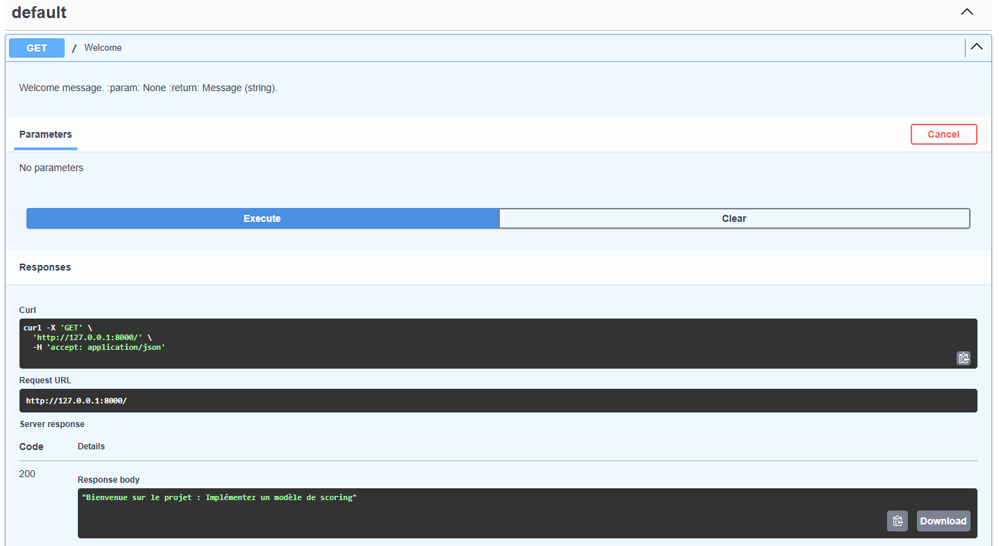 default
GET / Welcome
Welcome message. :param: None :return: Message (string).
Parameters
Cancel
No parameters
Execute
Clear
Responses
Curl
curl -X 'GET' \
'http://127.0.0.1:8000/' \
-H 'accept: application/json'
Request URL
http://127.0.0.1:8000/
Server response
Code Details
200
Response body
"Bienvenue sur le projet : Implémentez un modèle de scoring"
Download